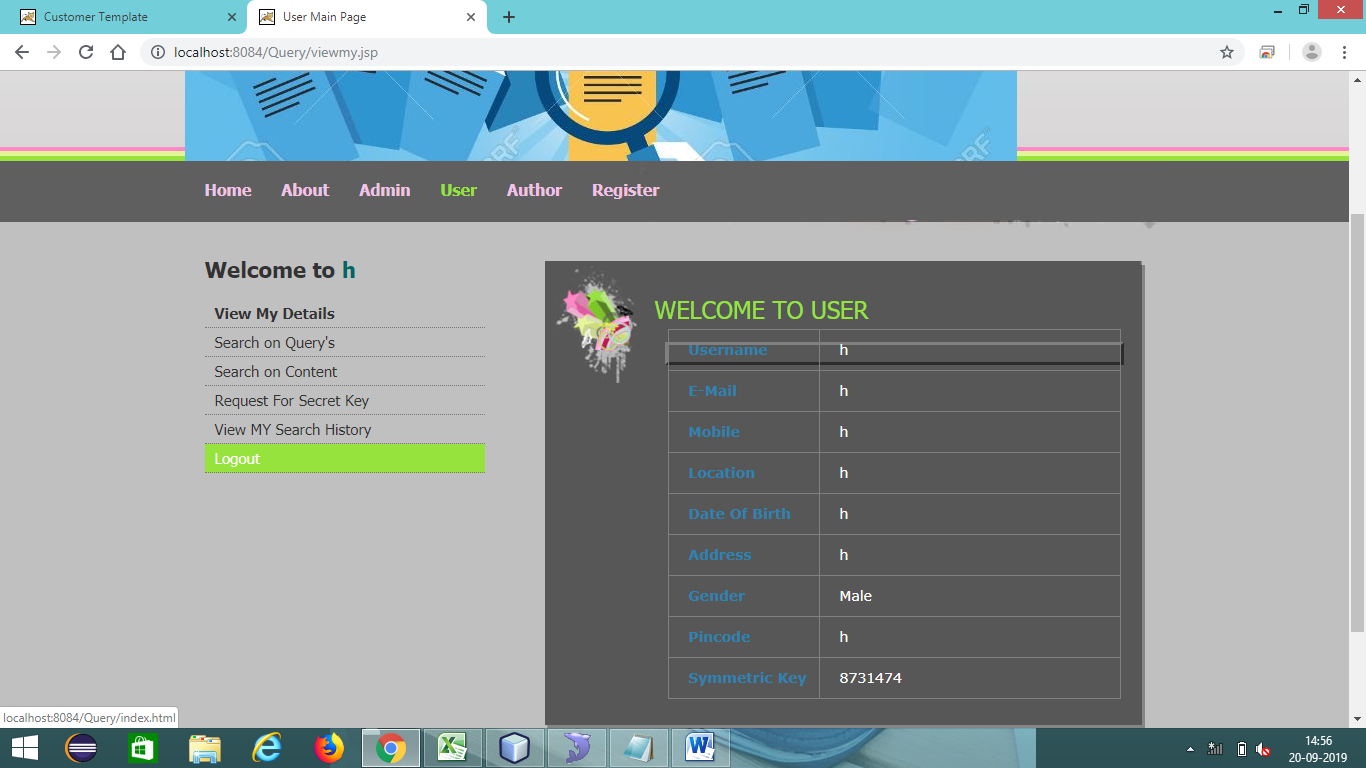 Customer Template
User Main Page
localhost:8084/Query/viewmy.jsp
Home About Admin User Author Register
Welcome to h
View My Details
Search on Query's
Search on Content
Request For Secret Key
View MY Search History
Logout
WELCOME TO USER
Username h
E-Mail h
Mobile h
Location h
Date Of Birth h
Address h
Gender Male
Pincode h
Symmetric Key 8731474
localhost:8084/Query/index.html
14:56
20-09-2019